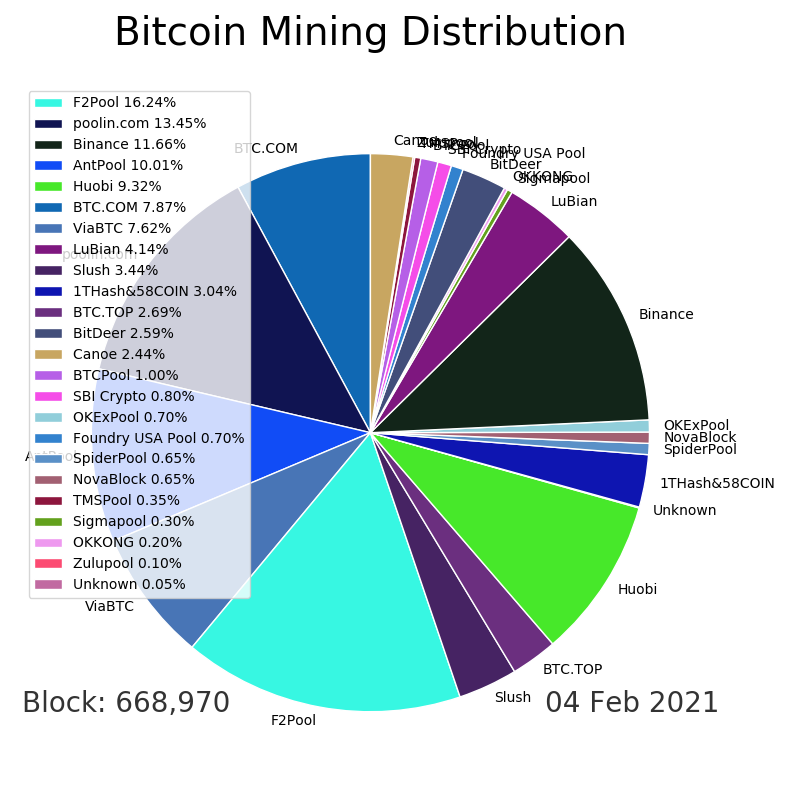 Bitcoin Mining Distribution
F2Pool 16.24%
poolin.com 13.45%
Binance 11.66%
AntPool 10.01%
Huobi 9.32%
BTC.COM 7.87%
ViaBTC 7.62%
LuBian 4.14%
Slush 3.44%
1THash&58COIN 3.04%
BTC.TOP 2.69%
BitDeer 2.59%
Canoe 2.44%
BTCPool 1.00%
SBI Crypto 0.80%
OKExPool 0.70%
Foundry USA Pool 0.70%
SpiderPool 0.65%
NovaBlock 0.65%
TMSPool 0.35%
Sigmapool 0.30%
OKKONG 0.20%
Zulupool 0.10%
Unknown 0.05%
BTC.COM
poolin.com
AntPool
ViaBTC
F2Pool
Slush
BTC.TOP
Huobi
Unknown
1THash&58COIN
SpiderPool
NovaBlock
OKExPool
Binance
LuBian
Sigmapool
OKKONG
BitDeer
Foundry USA Pool
SBI Crypto
Canoe
Block: 668,970
04 Feb 2021